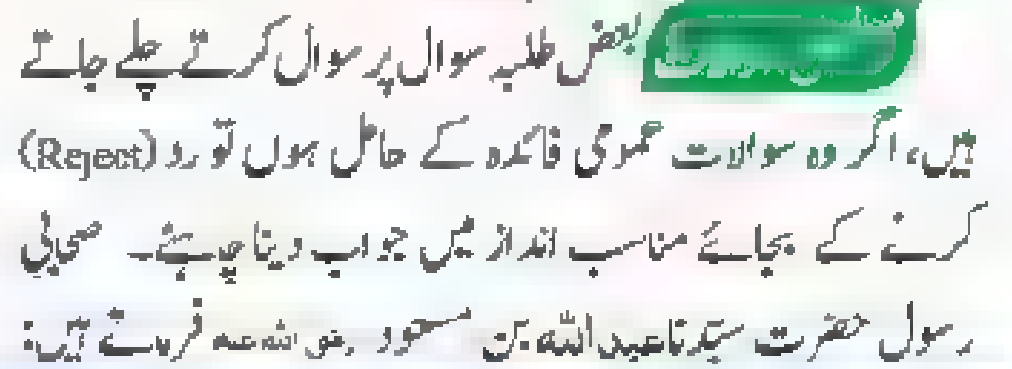 بعض طلبہ سوال پر سوال کرتے چلے جاتے
ہیں، اگر وہ سوالات عمومی فائدہ کے حامل ہوں تو رد (Reject)
کرنے کے بجائے مناسب انداز میں جواب دینا چاہئے۔ صحابیِ
رسول حضرت سیّدنا عبد اللہ بن مسعود رضی اللہ عنہ فرماتے ہیں: